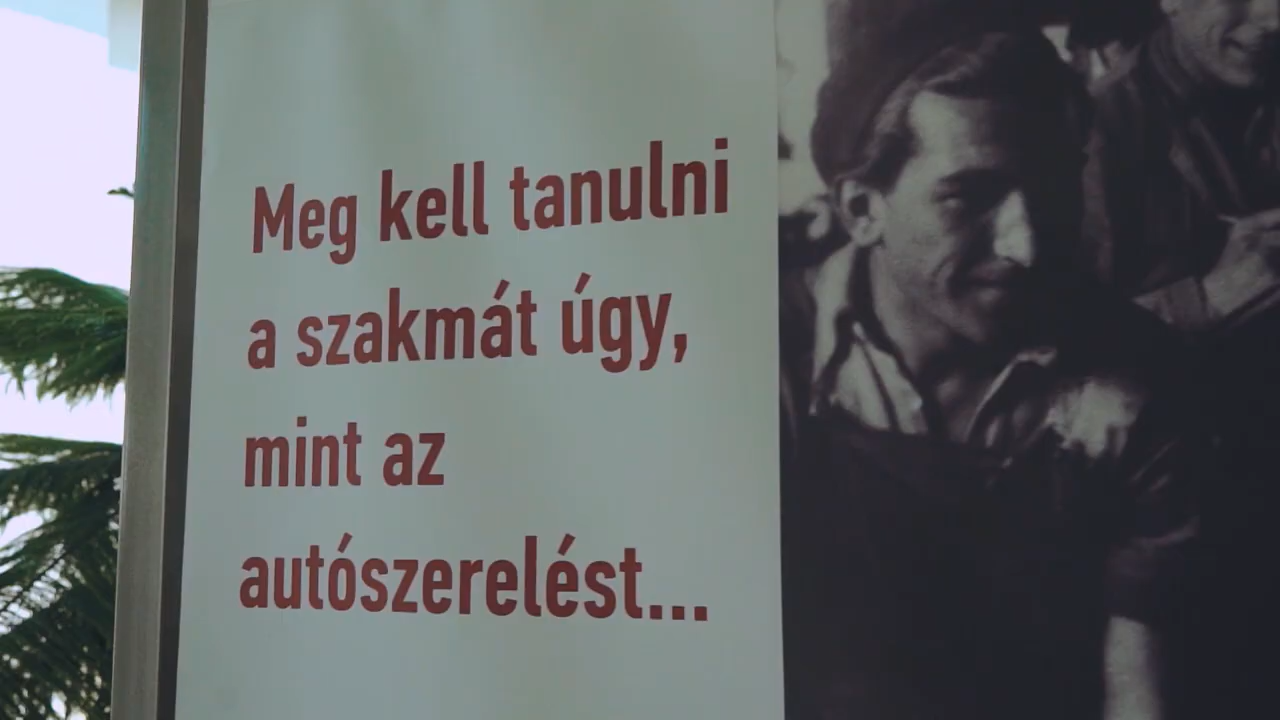 Meg kell tanulni
a szakmát úgy,
mint az
autószerelést...